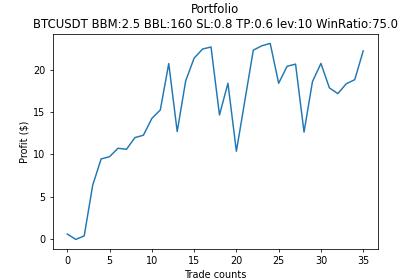 Portfolio
BTCUSDT BBM:2.5 BBL:160 SL:0.8 TP:0.6 lev:10 WinRatio:75.0
Profit ($)
20
15
10
5
0
0 5 10 15 20 25 30 35
Trade counts